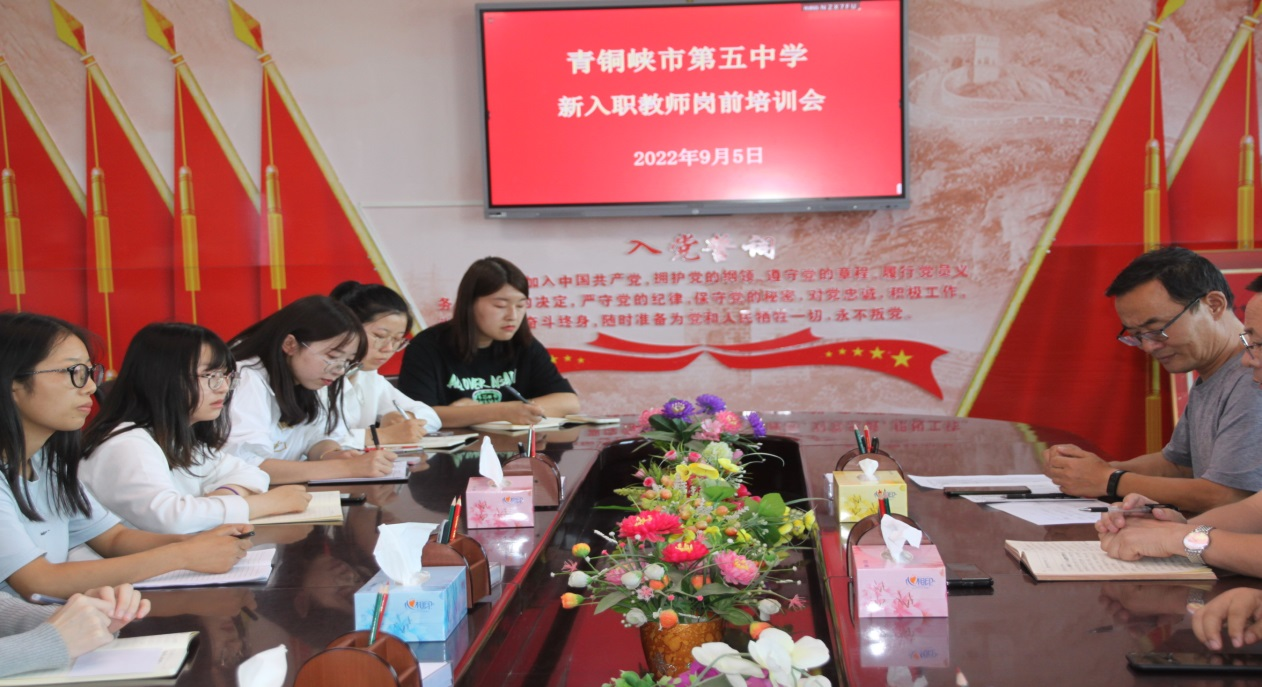 青铜峡市第五中学
新入职教师岗前培训会
2022年9月5日
入党誓词
加入中国共产党，拥护党的纲领，遵守党的章程，履行党员义
务 决定，严守党的纪律，保守党的秘密，对党忠诚，积极工作，
奋斗终身，随时准备为党和人民牺牲一切，永不叛党。